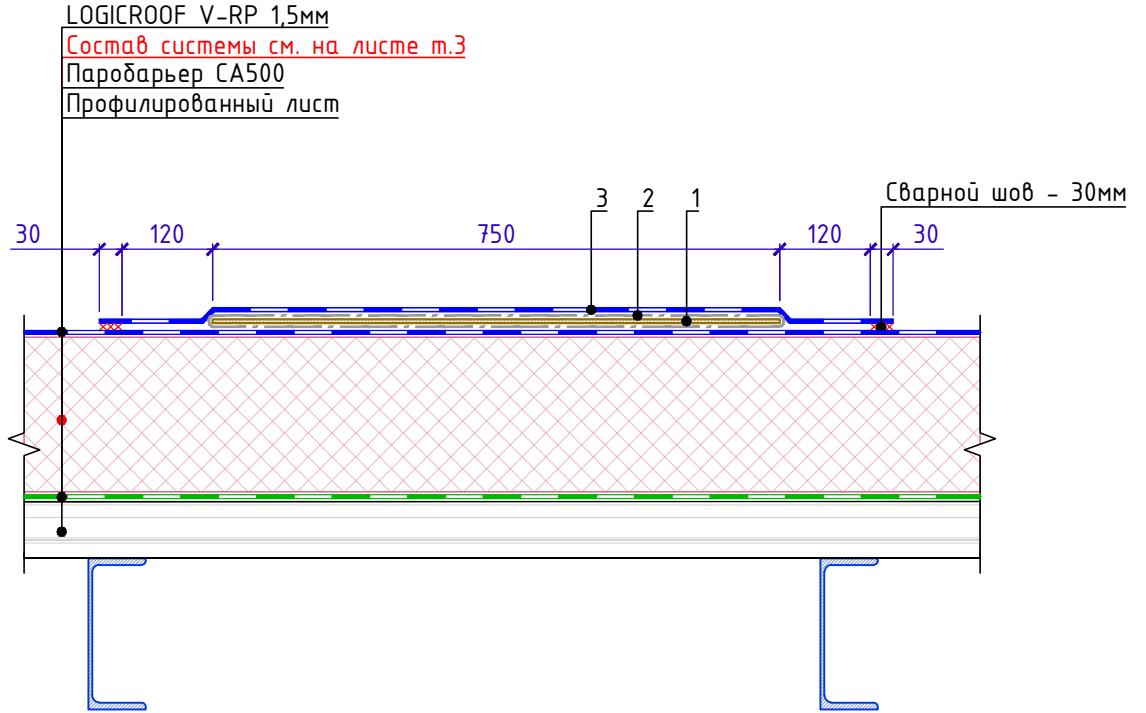 LOGICROOF V-RP 1,5мм
Состав системы см. на листе т.3
Паробарьер СА500
Профилированный лист
3 2 1
Сварной шов - 30мм
30 120 750 120 30